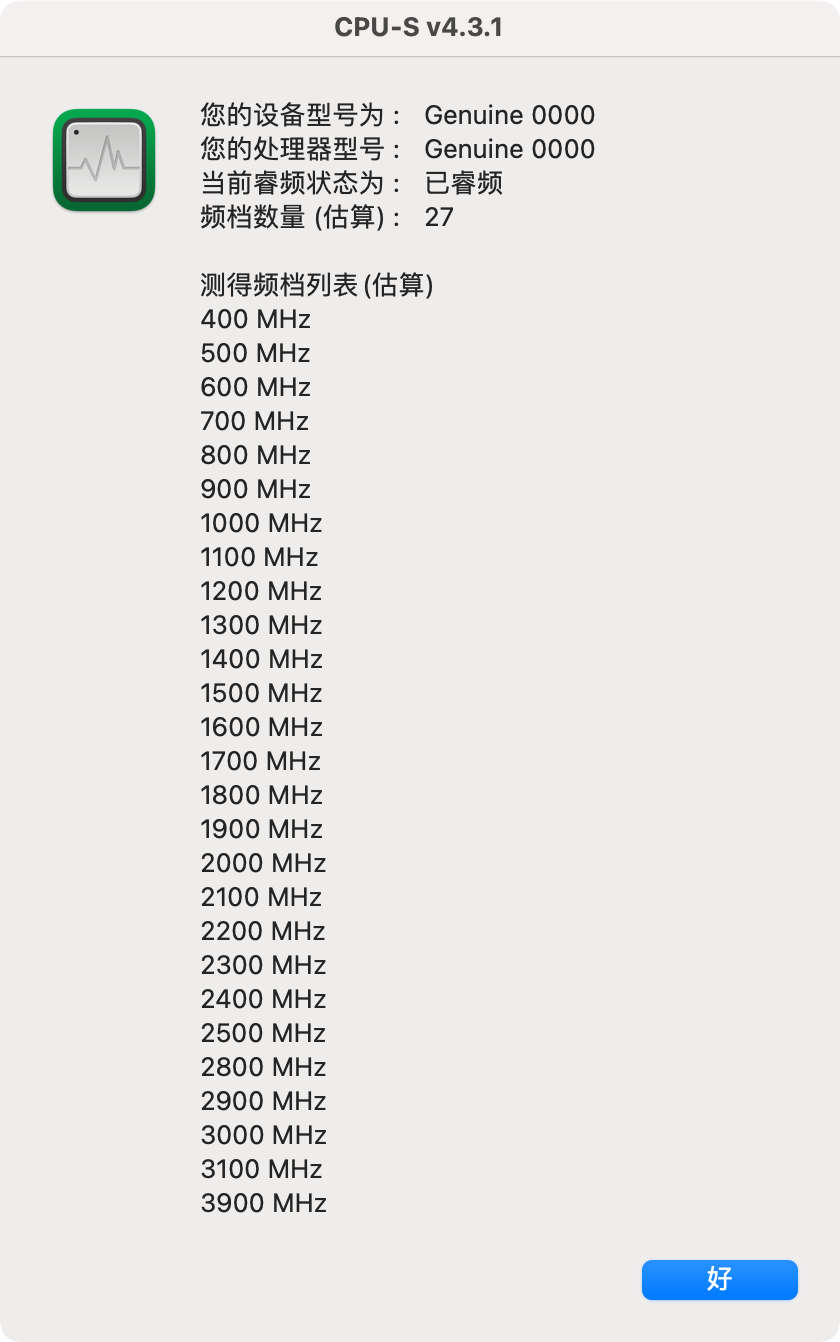 CPU-S v4.3.1
您的设备型号为： Genuine 0000
您的处理器型号： Genuine 0000
当前睿频状态为： 已睿频
频档数量 (估算)： 27
测得频档列表 (估算)
400 MHz
500 MHz
600 MHz
700 MHz
800 MHz
900 MHz
1000 MHz
1100 MHz
1200 MHz
1300 MHz
1400 MHz
1500 MHz
1600 MHz
1700 MHz
1800 MHz
1900 MHz
2000 MHz
2100 MHz
2200 MHz
2300 MHz
2400 MHz
2500 MHz
2800 MHz
2900 MHz
3000 MHz
3100 MHz
3900 MHz
好